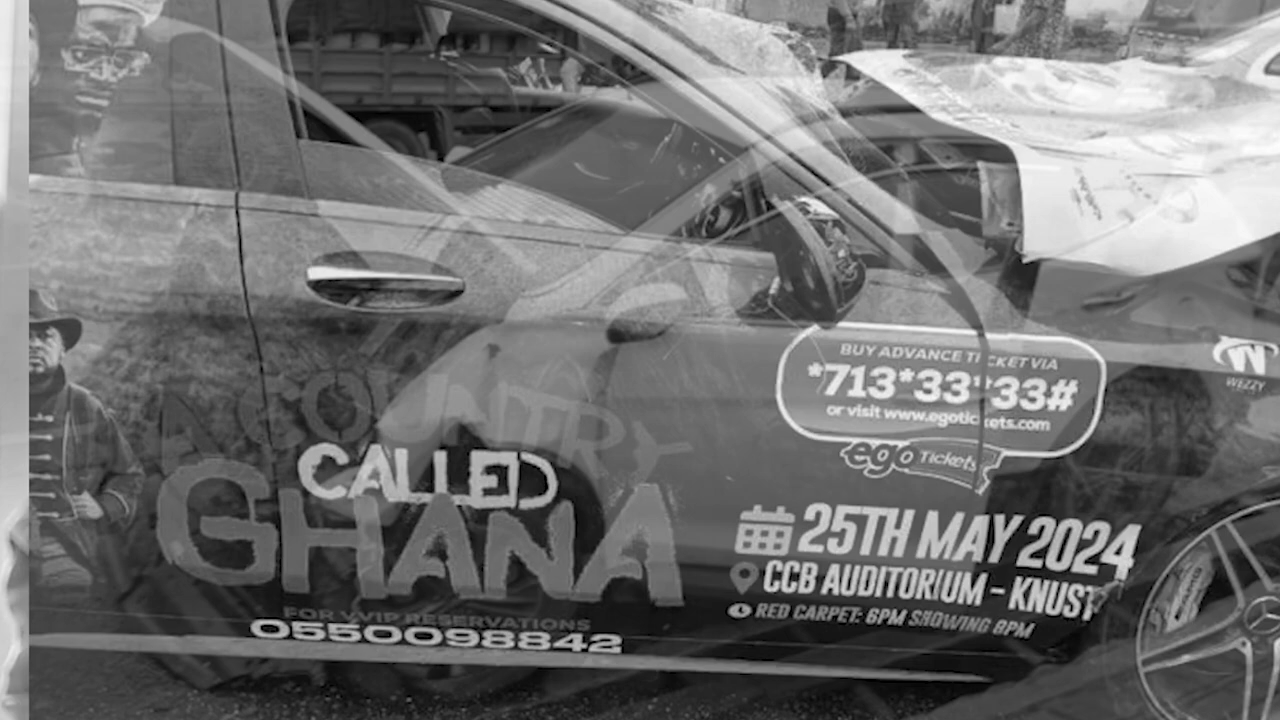 BUY ADVANCE TICKET VIA
*713*33*33#
or visit www.egotickets.com
ego Tickets
W
WEZZY
A COUNTRY
CALLED
GHANA
25TH MAY 2024
CCB AUDITORIUM - KNUST
RED CARPET: 6PM SHOWING 8PM
FOR VVIP RESERVATIONS
0550098842